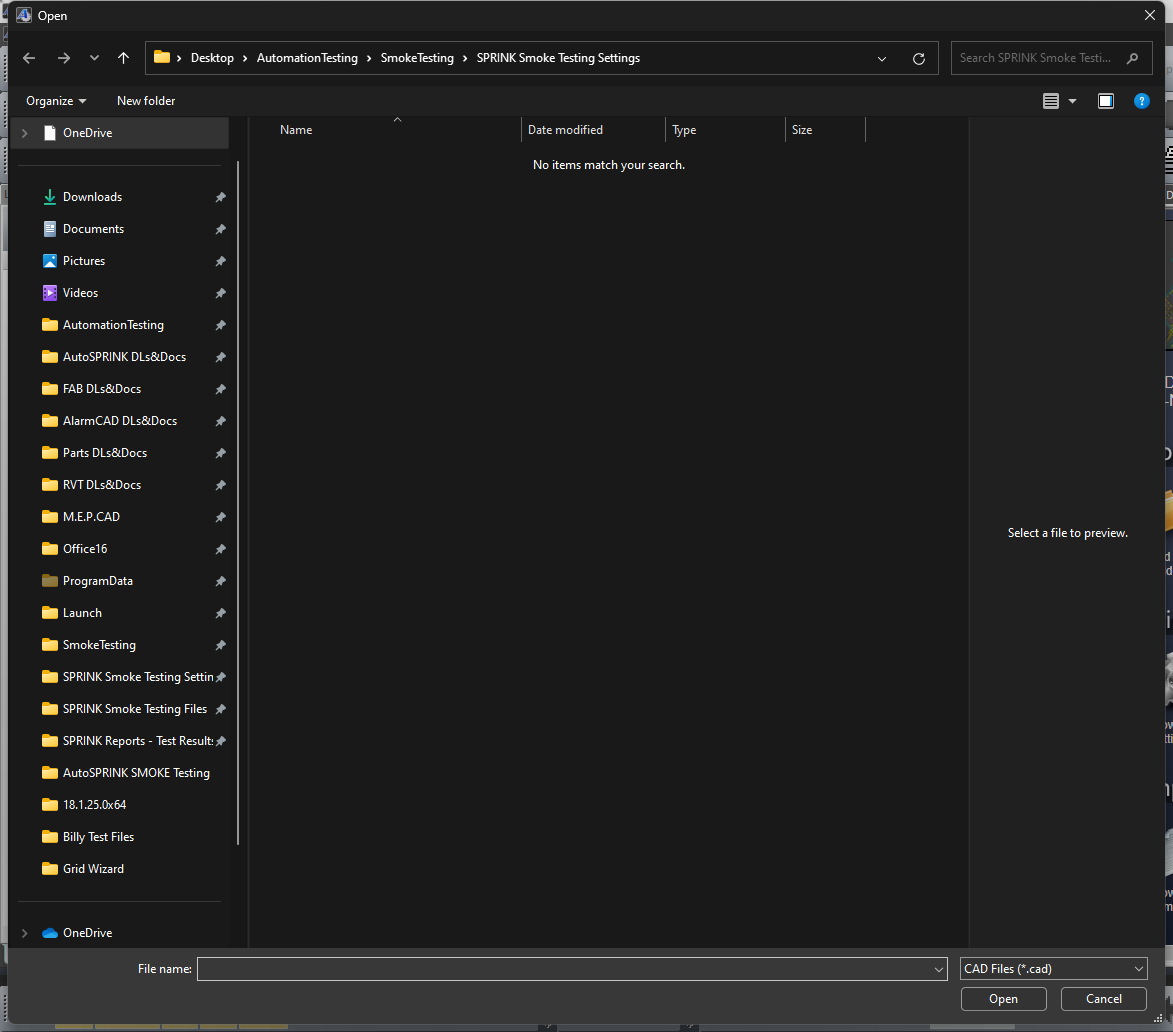 Open
Desktop > AutomationTesting > SmokeTesting > SPRINK Smoke Testing Settings
Search SPRINK Smoke Testi...
Organize
New folder
OneDrive
Name
Date modified
Type
Size
No items match your search.
Downloads
Documents
Pictures
Videos
AutomationTesting
AutoSPRINK DLs&Docs
FAB DLs&Docs
AlarmCAD DLs&Docs
Parts DLs&Docs
RVT DLs&Docs
M.E.P.CAD
Office16
ProgramData
Launch
SmokeTesting
SPRINK Smoke Testing Settin
SPRINK Smoke Testing Files
SPRINK Reports - Test Results
AutoSPRINK SMOKE Testing
18.1.25.0x64
Billy Test Files
Grid Wizard
OneDrive
Select a file to preview.
File name:
CAD Files (*.cad)
Open
Cancel